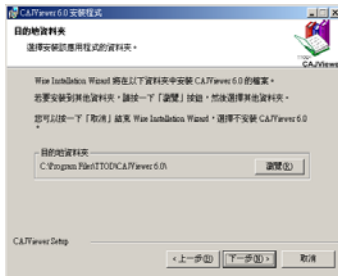 CAJViewer 6.0 安裝程式
目的地資料夾
選擇安裝該應用程式的資料夾。
CAJViewer
Wise Installation Wizard 將在以下資料夾中安裝 CAJViewer 6.0 的檔案。
若要安裝到其他資料夾，請按一下「瀏覽」按鈕，然後選擇其他資料夾。
您可以按一下「取消」結束 Wise Installation Wizard，選擇不安裝 CAJViewer 6.0
。
目的地資料夾
C:\Program Files\TTOD\CAJViewer 6.0\
瀏覽(R)
CAJViewer Setup
<上一步(B) 下一步(N)> 取消